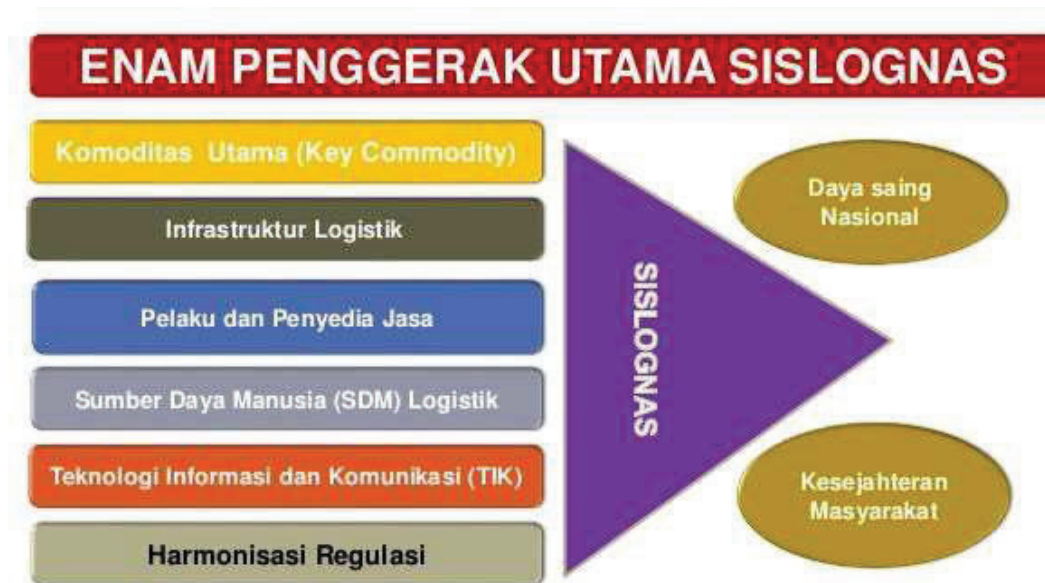 ENAM PENGGERAK UTAMA SISLOGNAS
Komoditas Utama (Key Commodity)
Infrastruktur Logistik
Pelaku dan Penyedia Jasa
Sumber Daya Manusia (SDM) Logistik
Teknologi Informasi dan Komunikasi (TIK)
Harmonisasi Regulasi
SISLOGNAS
Daya saing
Nasional
Kesejahteran
Masyarakat